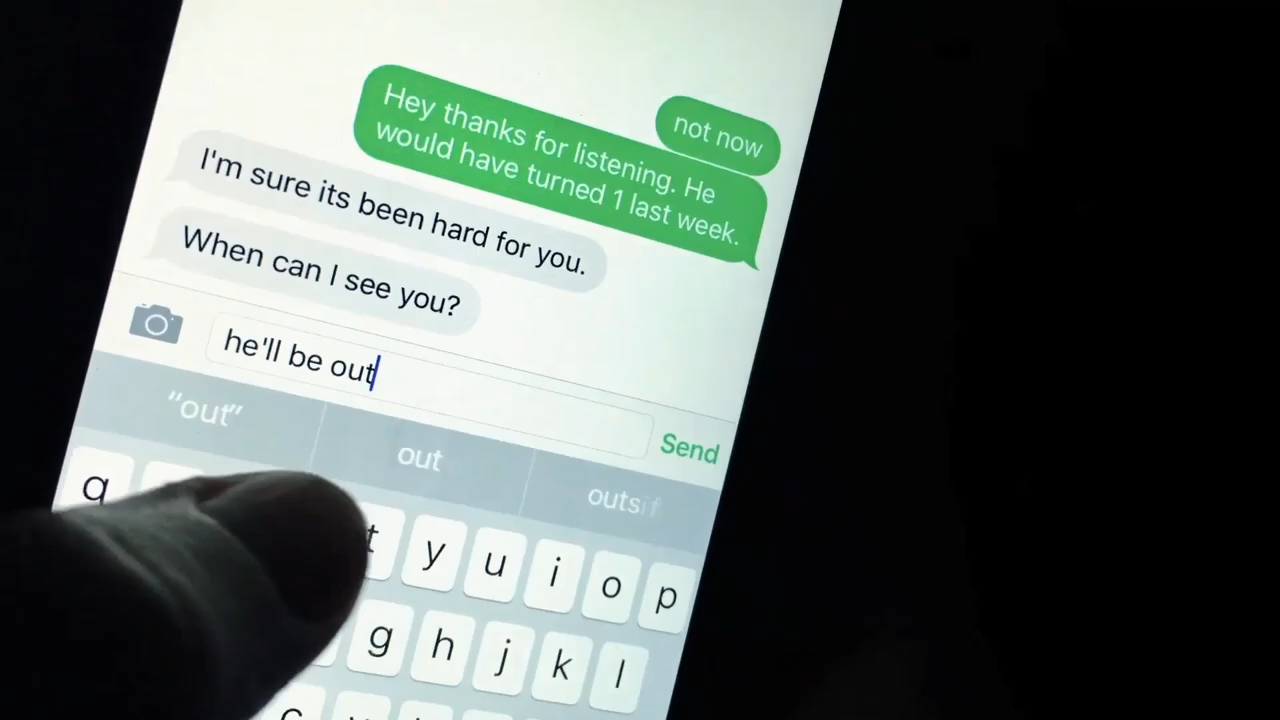 not now
Hey thanks for listening. He
would have turned 1 last week.
I'm sure its been hard for you.
When can I see you?
he'll be out
Send
"out"
out
q
t
y
u
i
o
p
g
h
j
k
l
c